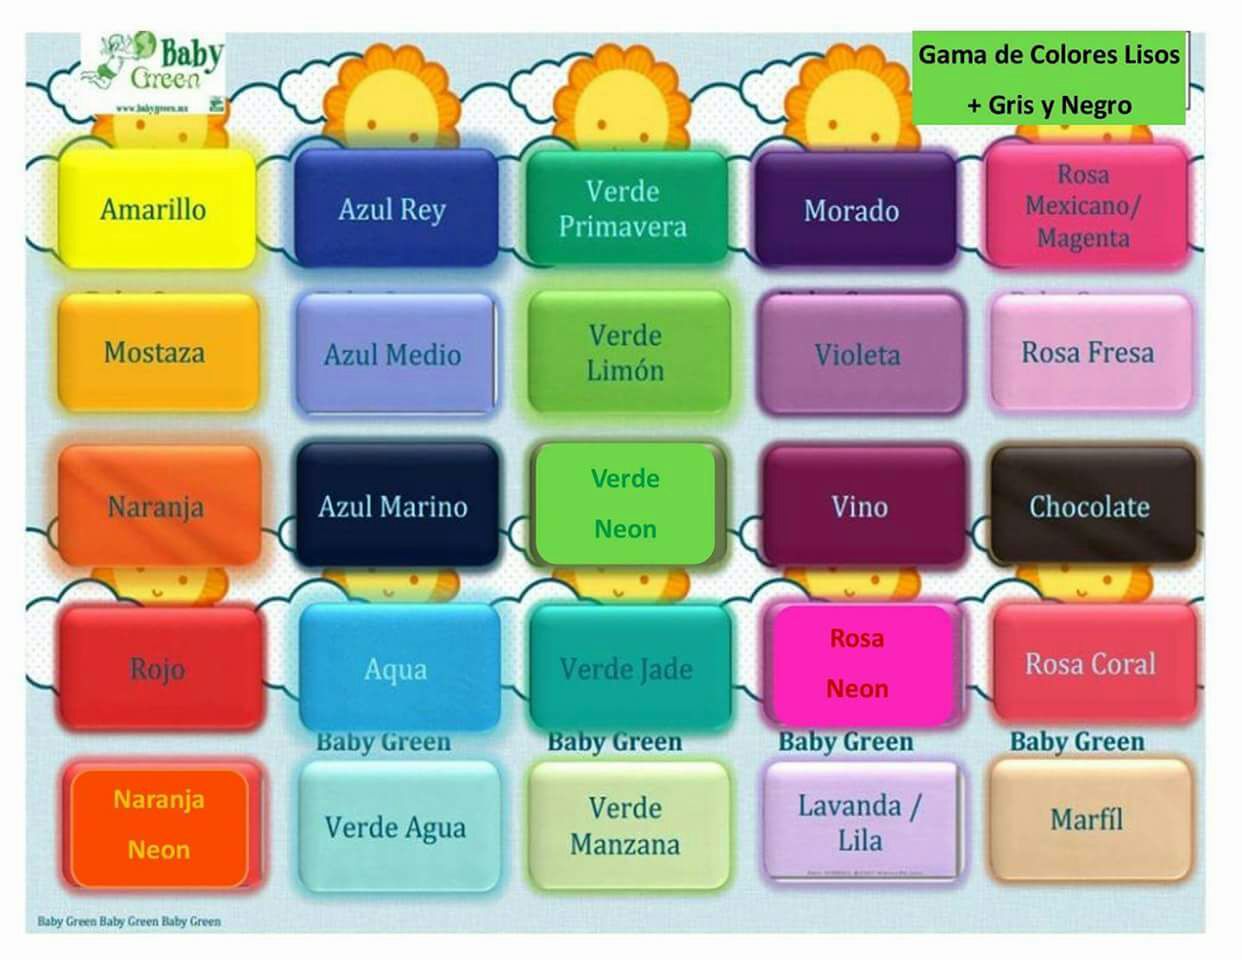 Baby
Green
www.babygreen.mx
Gama de Colores Lisos
+ Gris y Negro
Amarillo
Azul Rey
Verde
Primavera
Morado
Rosa
Mexicano/
Magenta
Mostaza
Azul Medio
Verde
Limón
Violeta
Rosa Fresa
Naranja
Azul Marino
Verde
Neon
Vino
Chocolate
Rojo
Aqua
Verde Jade
Rosa
Neon
Rosa Coral
Baby Green
Baby Green
Baby Green
Baby Green
Naranja
Neon
Verde Agua
Verde
Manzana
Lavanda /
Lila
Marfíl
Baby Green Baby Green Baby Green